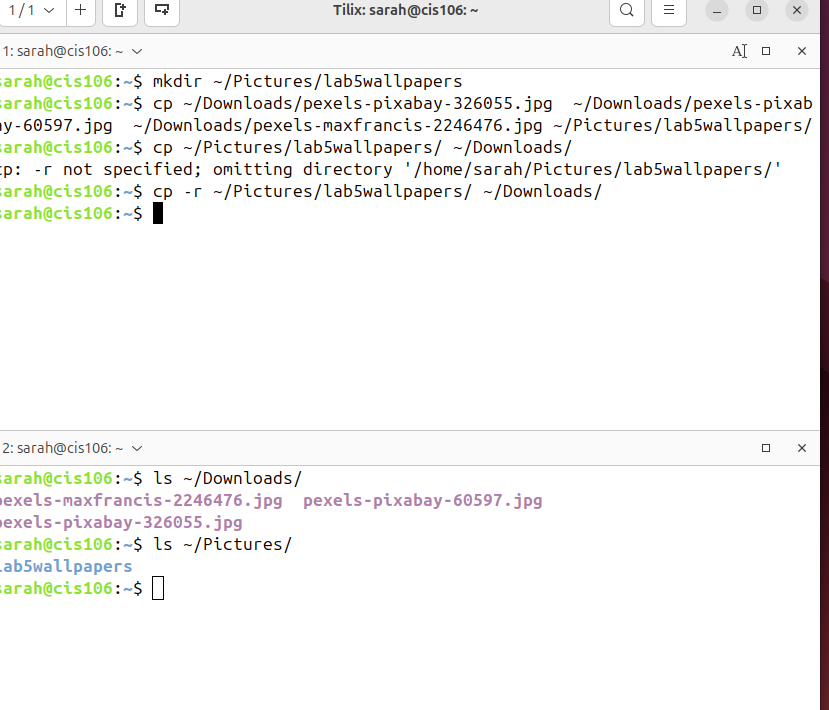 1 / 1
Tilix: sarah@cis106: ~
1: sarah@cis106: ~
sarah@cis106:~$ mkdir ~/Pictures/lab5wallpapers
sarah@cis106:~$ cp ~/Downloads/pexels-pixabay-326055.jpg  ~/Downloads/pexels-pixab
ay-60597.jpg  ~/Downloads/pexels-maxfrancis-2246476.jpg ~/Pictures/lab5wallpapers/
sarah@cis106:~$ cp ~/Pictures/lab5wallpapers/ ~/Downloads/
cp: -r not specified; omitting directory '/home/sarah/Pictures/lab5wallpapers/'
sarah@cis106:~$ cp -r ~/Pictures/lab5wallpapers/ ~/Downloads/
sarah@cis106:~$
2: sarah@cis106: ~
sarah@cis106:~$ ls ~/Downloads/
pexels-maxfrancis-2246476.jpg  pexels-pixabay-60597.jpg
pexels-pixabay-326055.jpg
sarah@cis106:~$ ls ~/Pictures/
lab5wallpapers
sarah@cis106:~$